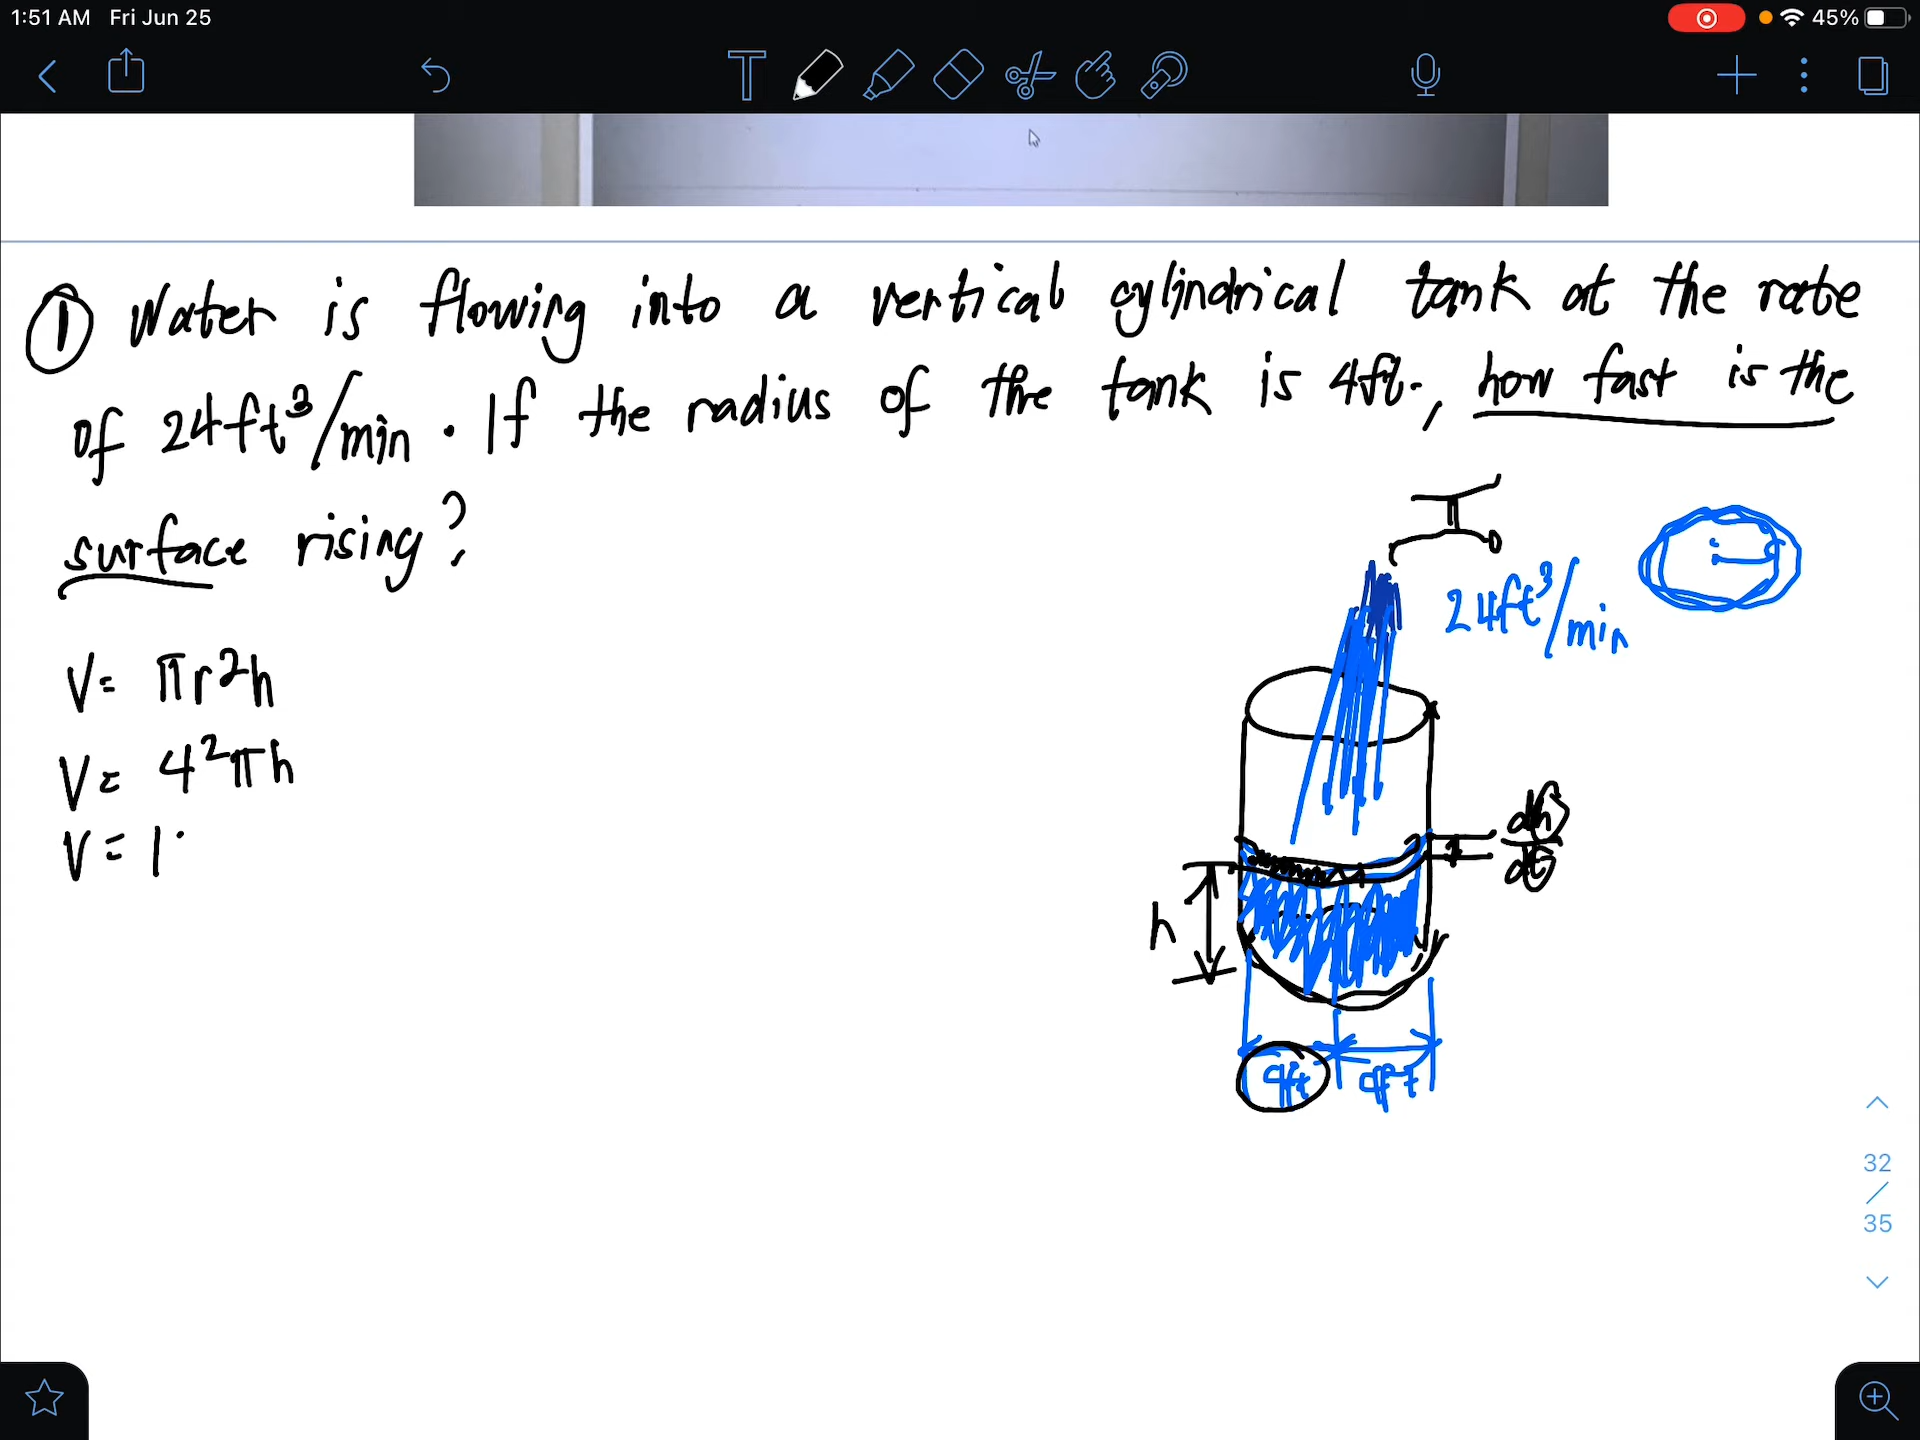 1:51 AM Fri Jun 25
45%
T
① Water is flowing into a vertical cylindrical tank at the rate
of 24ft³/min. If the radius of the tank is 4ft., how fast is the
surface rising?
24ft³/min
V= πr²h
V= 4²πh
V= 1
dh
dt
h
4ft 4ft
32
/
35